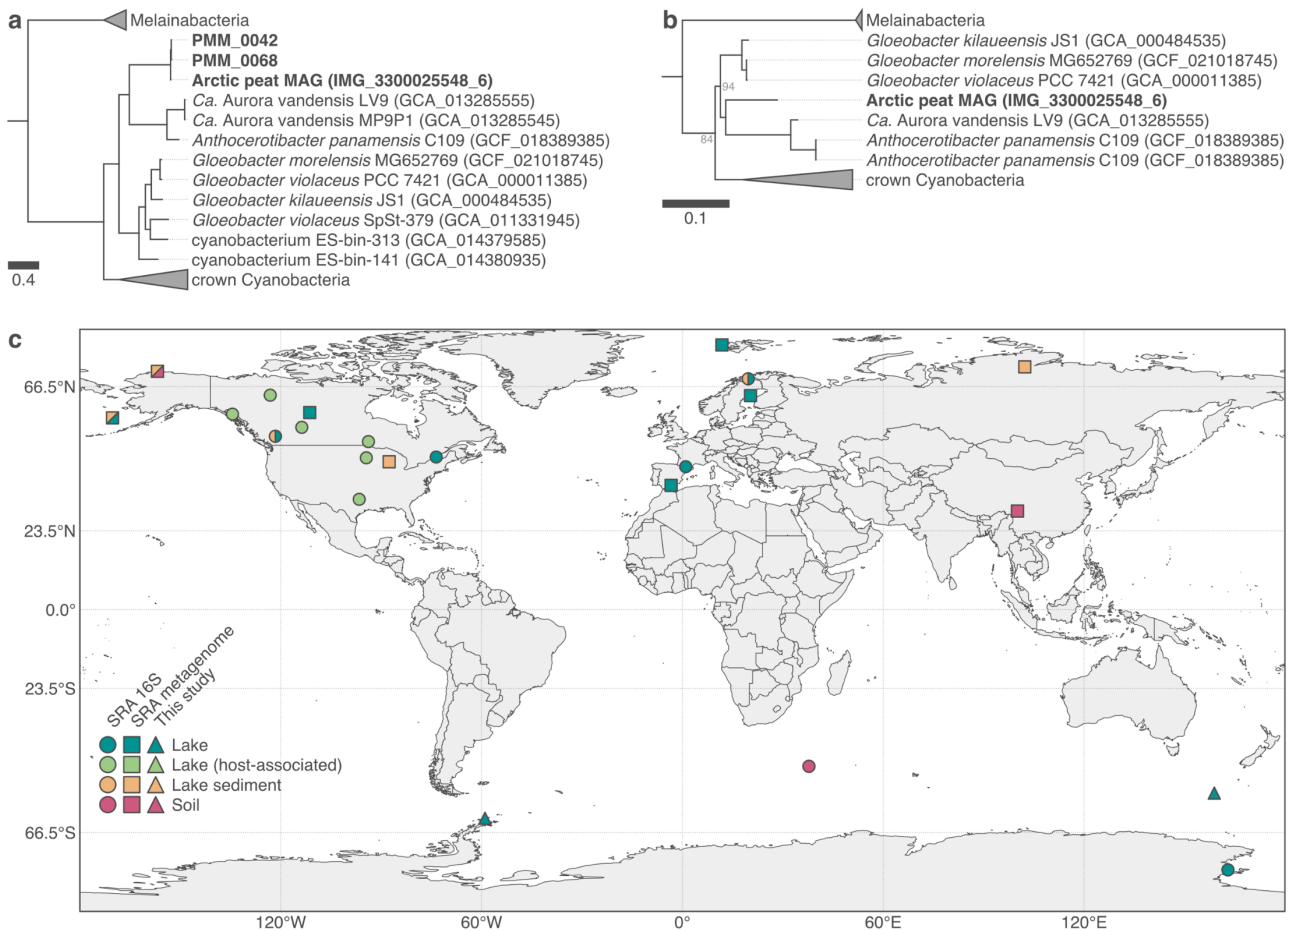 a
Melainabacteria
PMM_0042
PMM_0068
Arctic peat MAG (IMG_3300025548_6)
Ca. Aurora vandensis LV9 (GCA_013285555)
Ca. Aurora vandensis MP9P1 (GCA_013285545)
Anthocerotibacter panamensis C109 (GCF_018389385)
Gloeobacter morelensis MG652769 (GCF_021018745)
Gloeobacter violaceus PCC 7421 (GCA_000011385)
Gloeobacter kilaueensis JS1 (GCA_000484535)
Gloeobacter violaceus SpSt-379 (GCA_011331945)
cyanobacterium ES-bin-313 (GCA_014379585)
cyanobacterium ES-bin-141 (GCA_014380935)
crown Cyanobacteria
0.4
b
Melainabacteria
Gloeobacter kilaueensis JS1 (GCA_000484535)
Gloeobacter morelensis MG652769 (GCF_021018745)
Gloeobacter violaceus PCC 7421 (GCA_000011385)
94
Arctic peat MAG (IMG_3300025548_6)
Ca. Aurora vandensis LV9 (GCA_013285555)
84
Anthocerotibacter panamensis C109 (GCF_018389385)
Anthocerotibacter panamensis C109 (GCF_018389385)
crown Cyanobacteria
0.1
c
66.5°N
23.5°N
0.0°
23.5°S
66.5°S
SRA 16S
SRA metagenome
This study
Lake
Lake (host-associated)
Lake sediment
Soil
120°W
60°W
0°
60°E
120°E